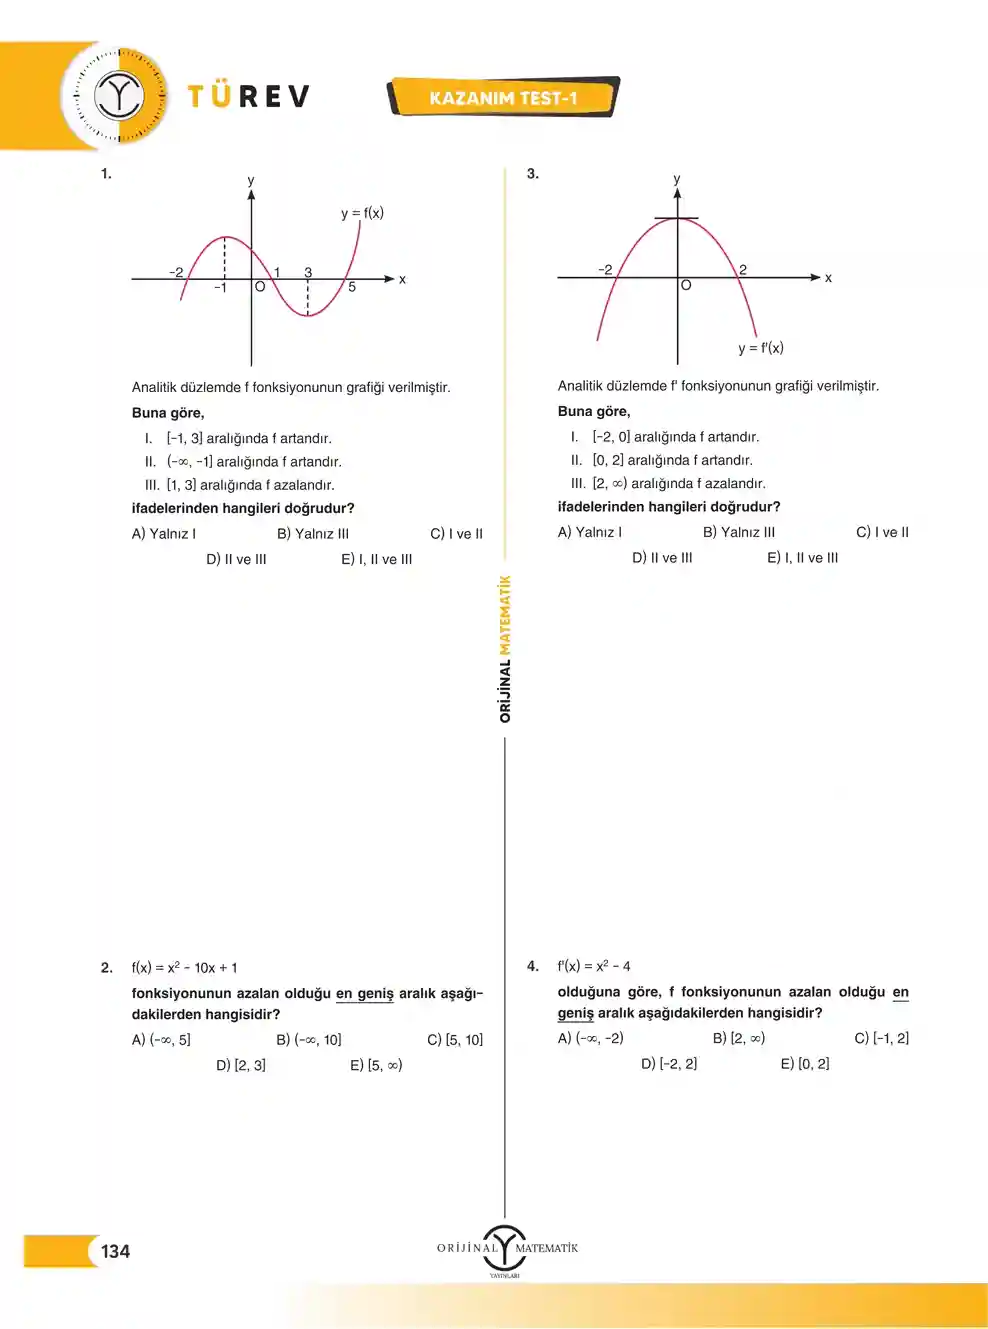 TÜREV
KAZANIM TEST-1
1.
y
y = f(x)
-2
1
3
x
-1
O
5
Analitik düzlemde f fonksiyonunun grafiği verilmiştir.
Buna göre,
I. [-1, 3] aralığında f artandır.
II. (-∞, -1] aralığında f artandır.
III. [1, 3] aralığında f azalandır.
ifadelerinden hangileri doğrudur?
A) Yalnız I B) Yalnız III C) I ve II
D) II ve III E) I, II ve III
2. f(x) = x² - 10x + 1
fonksiyonunun azalan olduğu en geniş aralık aşağı-
dakilerden hangisidir?
A) (-∞, 5] B) (-∞, 10] C) [5, 10]
D) [2, 3] E) [5, ∞)
ORİJİNAL MATEMATİK
3.
y
-2
2
x
O
y = f'(x)
Analitik düzlemde f' fonksiyonunun grafiği verilmiştir.
Buna göre,
I. [-2, 0] aralığında f artandır.
II. [0, 2] aralığında f artandır.
III. [2, ∞) aralığında f azalandır.
ifadelerinden hangileri doğrudur?
A) Yalnız I B) Yalnız III C) I ve II
D) II ve III E) I, II ve III
4. f'(x) = x² - 4
olduğuna göre, f fonksiyonunun azalan olduğu en
geniş aralık aşağıdakilerden hangisidir?
A) (-∞, -2) B) [2, ∞) C) [-1, 2]
D) [-2, 2] E) [0, 2]
134
ORİJİNAL MATEMATİK
YAYINLARI